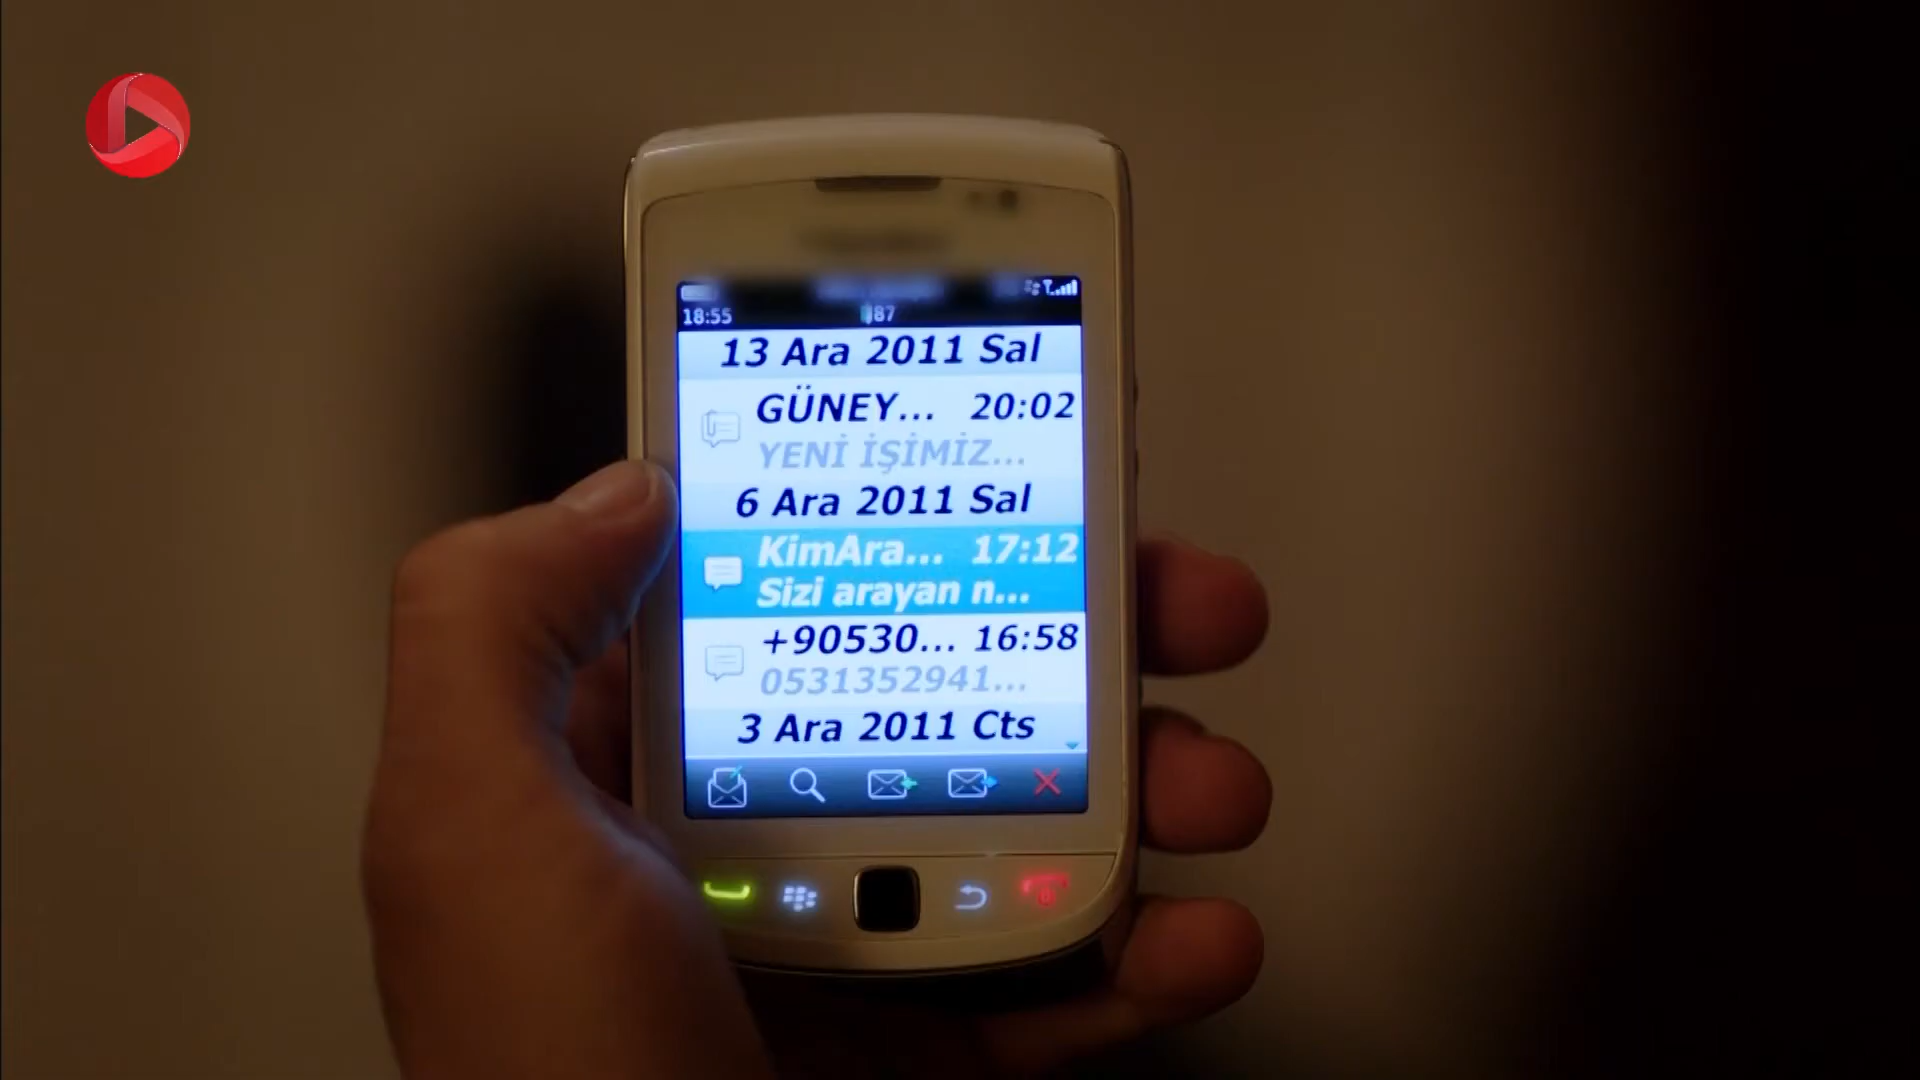 18:55
87
13 Ara 2011 Sal
GÜNEY... 20:02
YENİ İŞİMİZ...
6 Ara 2011 Sal
KimAra... 17:12
Sizi arayan n...
+90530... 16:58
0531352941...
3 Ara 2011 Cts